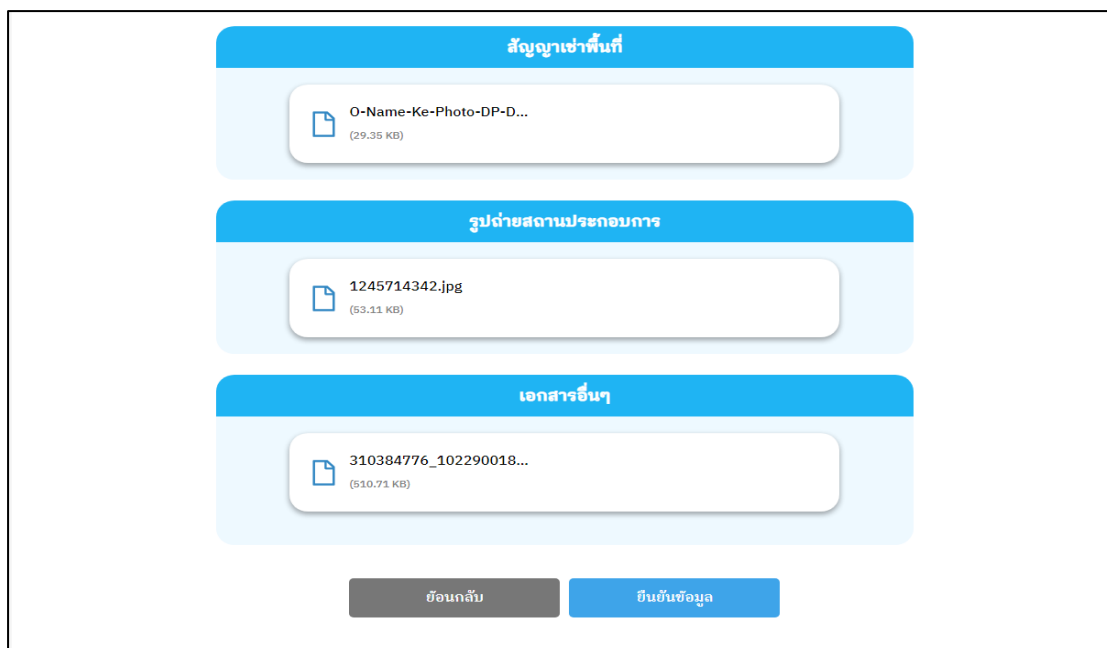 สัญญาเช่าพื้นที่
O-Name-Ke-Photo-DP-D...
(29.35 KB)
รูปถ่ายสถานประกอบการ
1245714342.jpg
(53.11 KB)
เอกสารอื่นๆ
310384776_102290018...
(510.71 KB)
ย้อนกลับ
ยืนยันข้อมูล